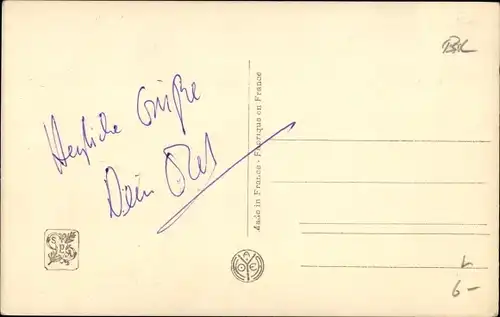 Herzliche Grüße
Dein
Made in France - Fabriqué en France
6-